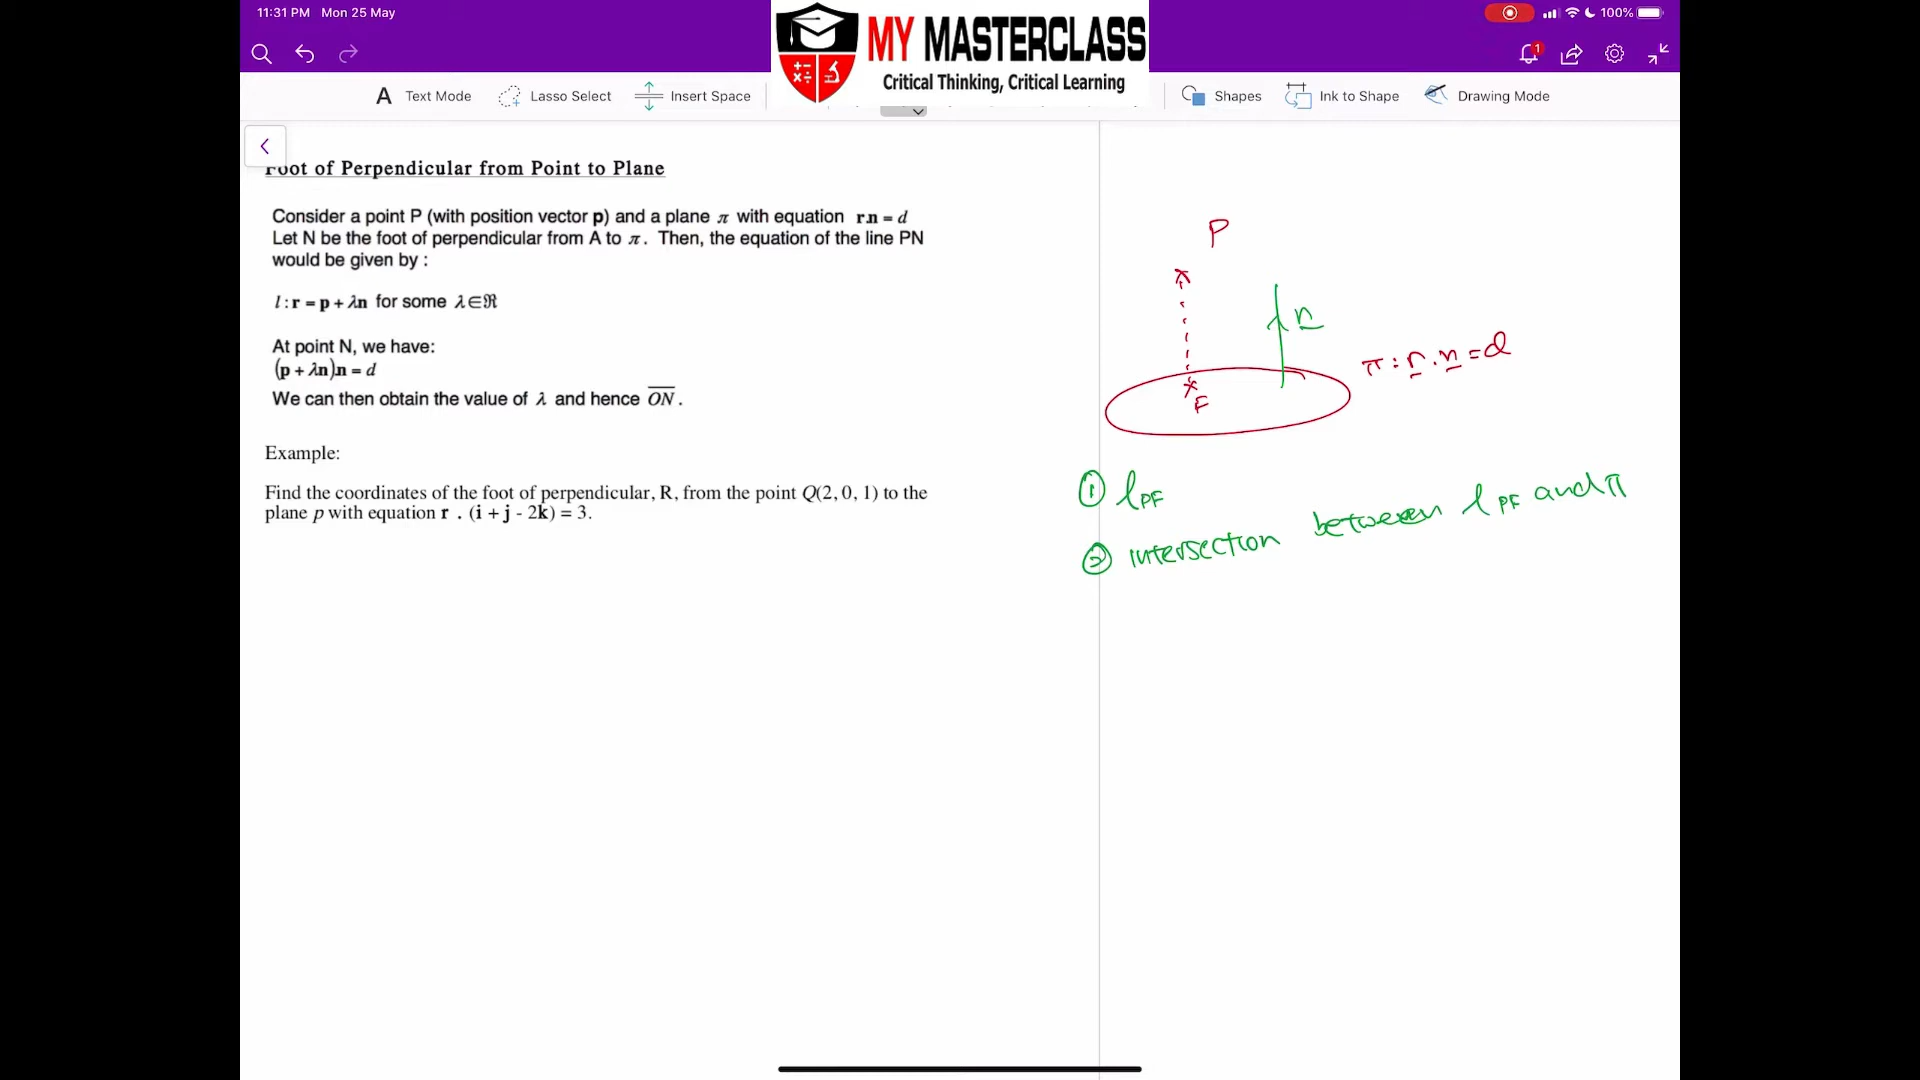 11:31 PM Mon 25 May
100%
MY MASTERCLASS
Critical Thinking, Critical Learning
1
Text Mode
Lasso Select
Insert Space
Shapes
Ink to Shape
Drawing Mode
Foot of Perpendicular from Point to Plane
Consider a point P (with position vector p) and a plane π with equation r.n = d
Let N be the foot of perpendicular from A to π. Then, the equation of the line PN
would be given by :
l : r = p + λn for some λ∈ℜ
At point N, we have:
(p + λn).n = d
We can then obtain the value of λ and hence ON.
Example:
Find the coordinates of the foot of perpendicular, R, from the point Q(2, 0, 1) to the
plane p with equation r . (i + j - 2k) = 3.
P
n
π : r . n = d
F
① l PF
② intersection between l PF and π